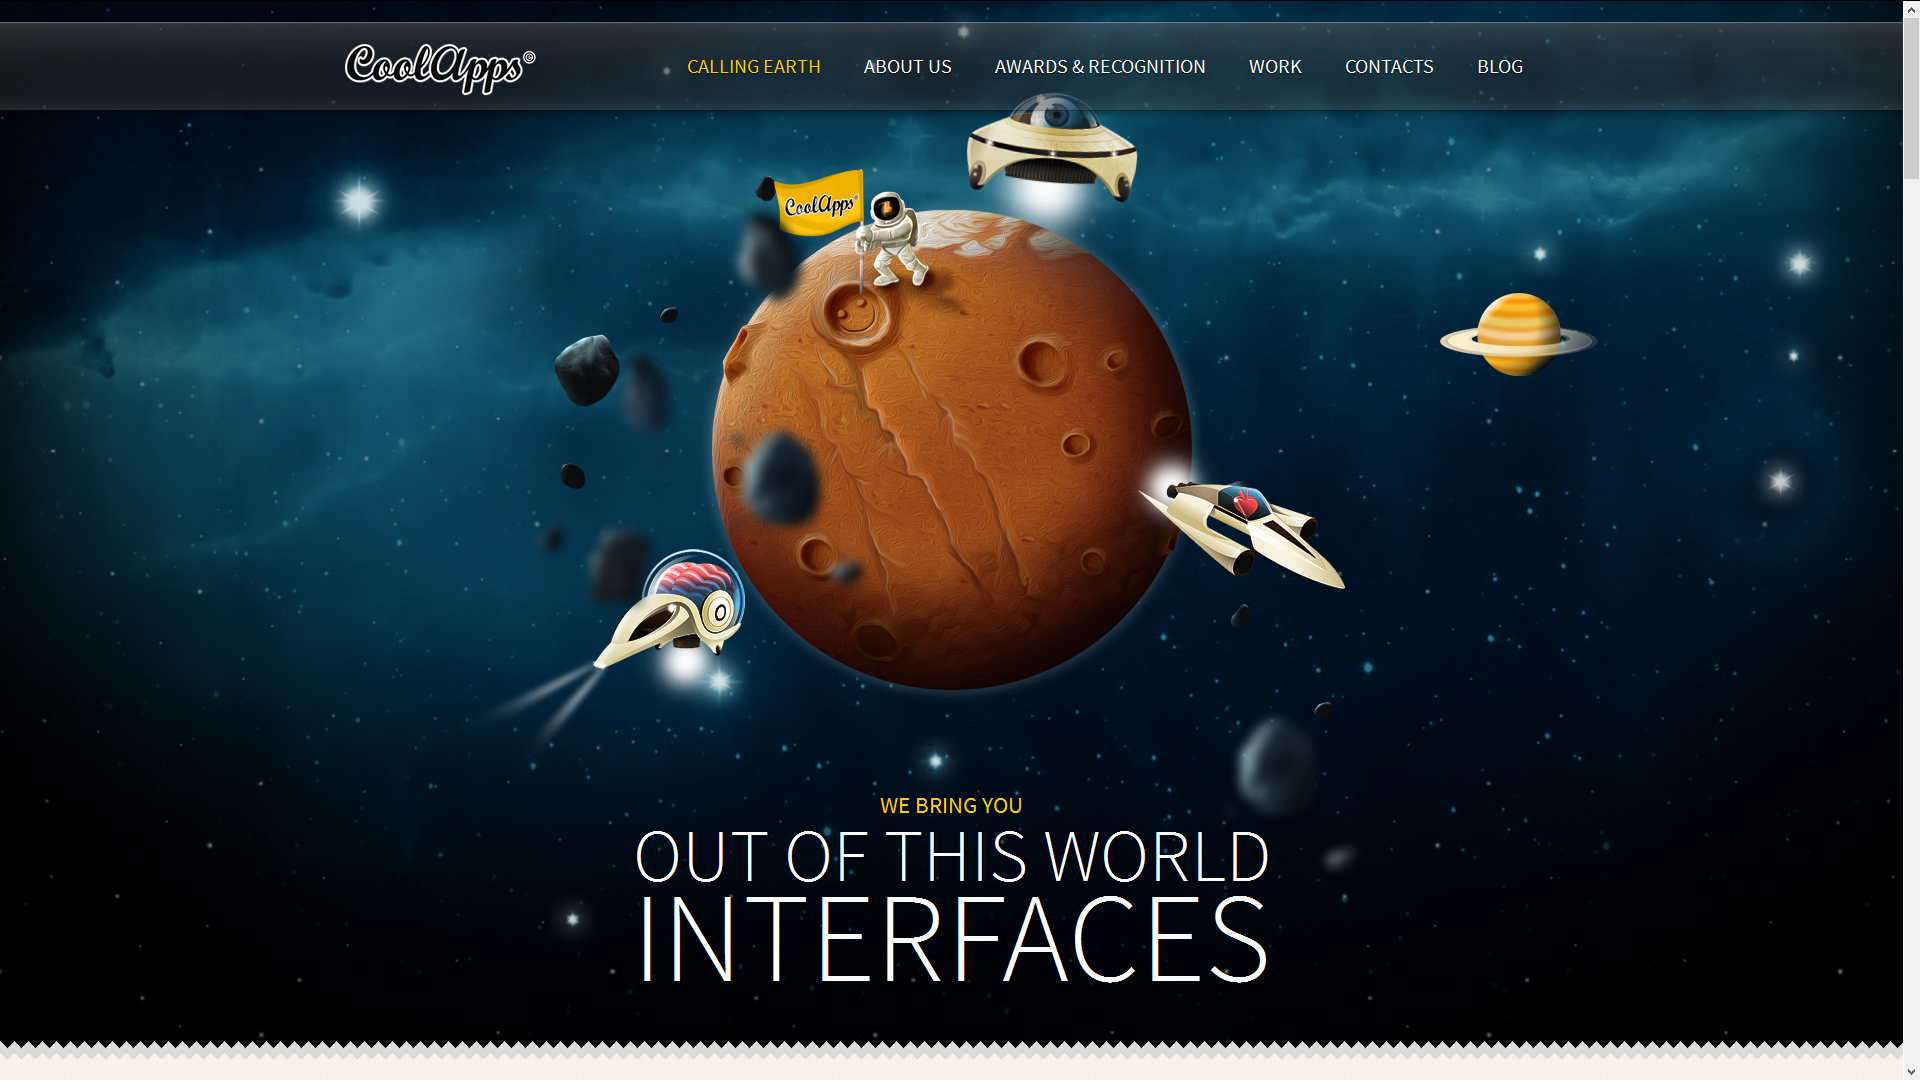 CoolApps©
CALLING EARTH
ABOUT US
AWARDS & RECOGNITION
WORK
CONTACTS
BLOG
CoolApps
WE BRING YOU
OUT OF THIS WORLD
INTERFACES